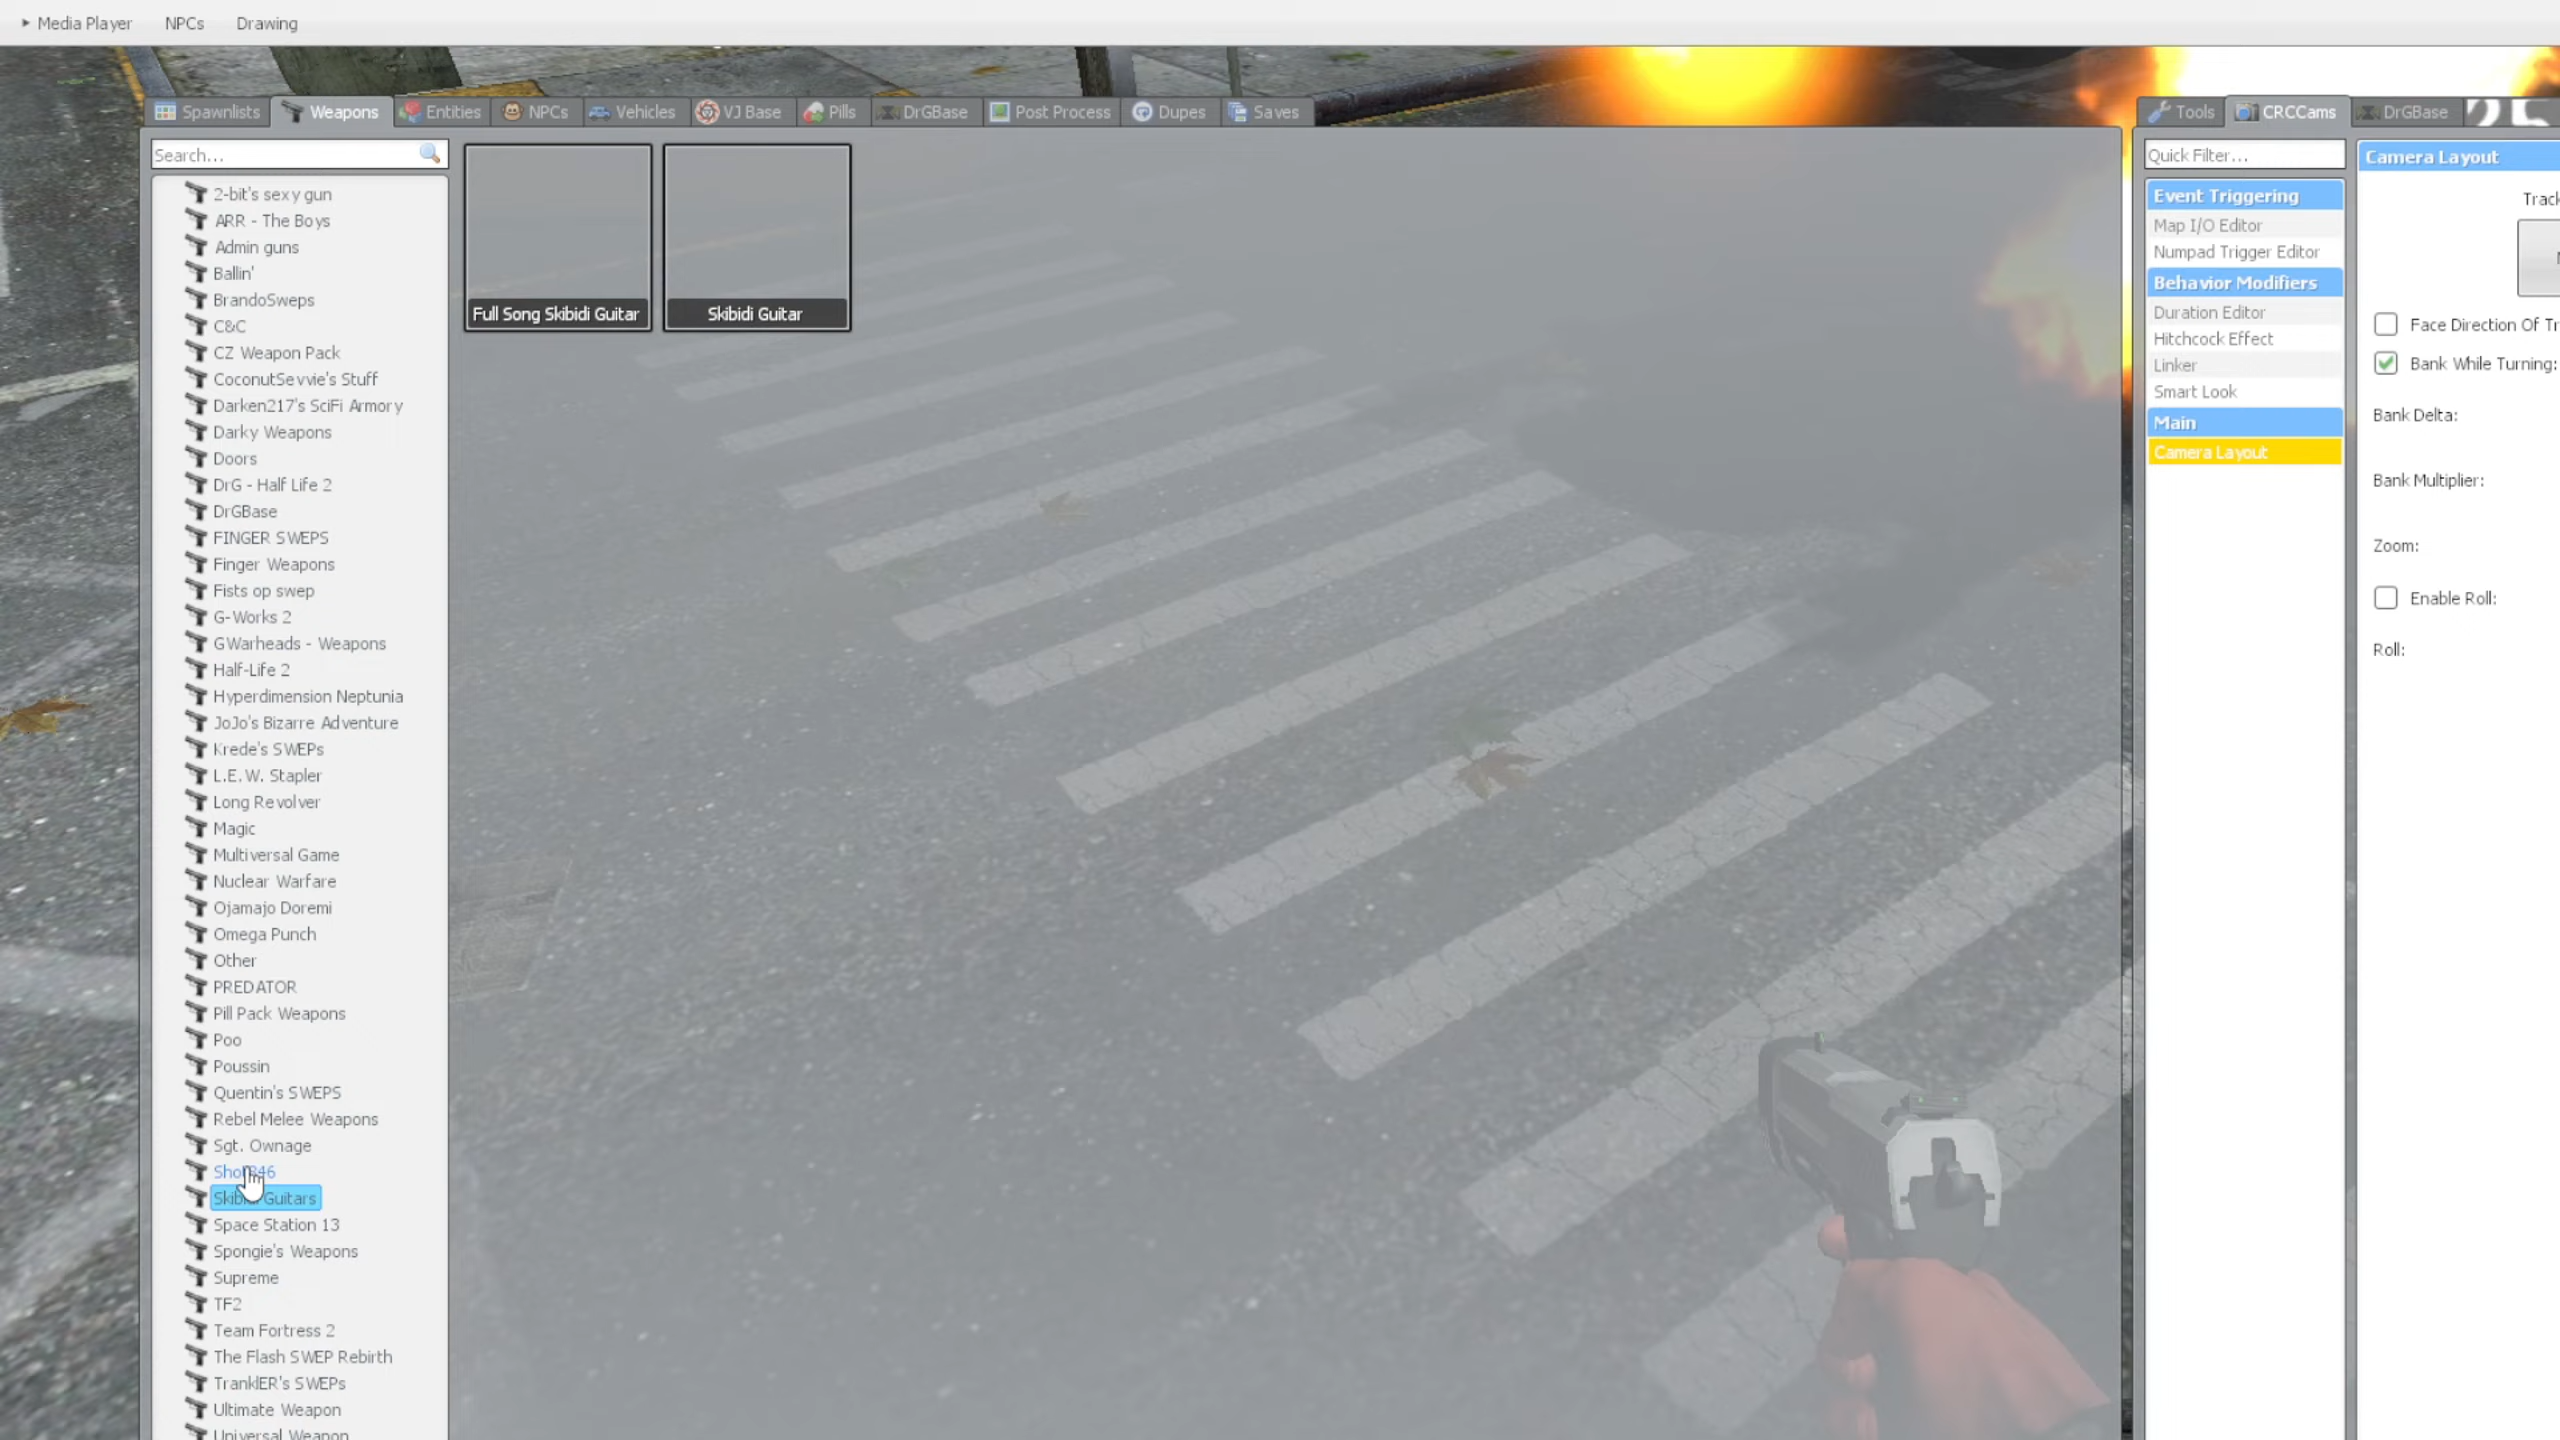 Media Player NPCs Drawing
Spawnlists Weapons Entities NPCs Vehicles VJ Base Pills DrGBase Post Process Dupes Saves
Search...
2-bit's sexy gun
ARR - The Boys
Admin guns
Ballin'
BrandoSweps
C&C
CZ Weapon Pack
CoconutSevvie's Stuff
Darken217's SciFi Armory
Darky Weapons
Doors
DrG - Half Life 2
DrGBase
FINGER SWEPS
Finger Weapons
Fists op swep
G-Works 2
GWarheads - Weapons
Half-Life 2
Hyperdimension Neptunia
JoJo's Bizarre Adventure
Krede's SWEPs
L.E.W. Stapler
Long Revolver
Magic
Multiversal Game
Nuclear Warfare
Ojamajo Doremi
Omega Punch
Other
PREDATOR
Pill Pack Weapons
Poo
Poussin
Quentin's SWEPS
Rebel Melee Weapons
Sgt. Ownage
Guitars
Space Station 13
Spongie's Weapons
Supreme
TF2
Team Fortress 2
The Flash SWEP Rebirth
TranklER's SWEPs
Ultimate Weapon
Universal Weapon
Full Song Skibidi Guitar
Skibidi Guitar
Tools CRCCams DrGBase
Quick Filter...
Event Triggering
Map I/O Editor
Numpad Trigger Editor
Behavior Modifiers
Duration Editor
Hitchcock Effect
Linker
Smart Look
Main
Camera Layout
Camera Layout
Track
Face Direction Of Tr
Bank While Turning:
Bank Delta:
Bank Multiplier:
Zoom:
Enable Roll:
Roll: